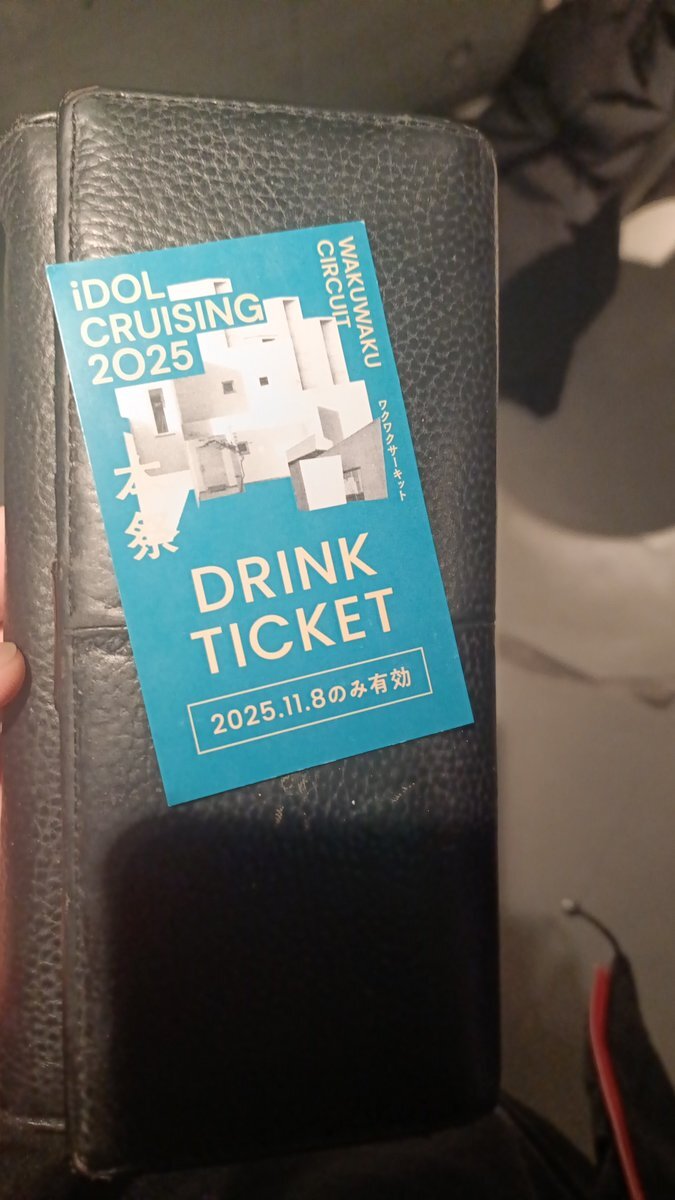 iDOL
CRUISING
2025
WAKUWAKU
CIRCUIT
ワクワクサーキット
本祭
DRINK
TICKET
2025.11.8のみ有効